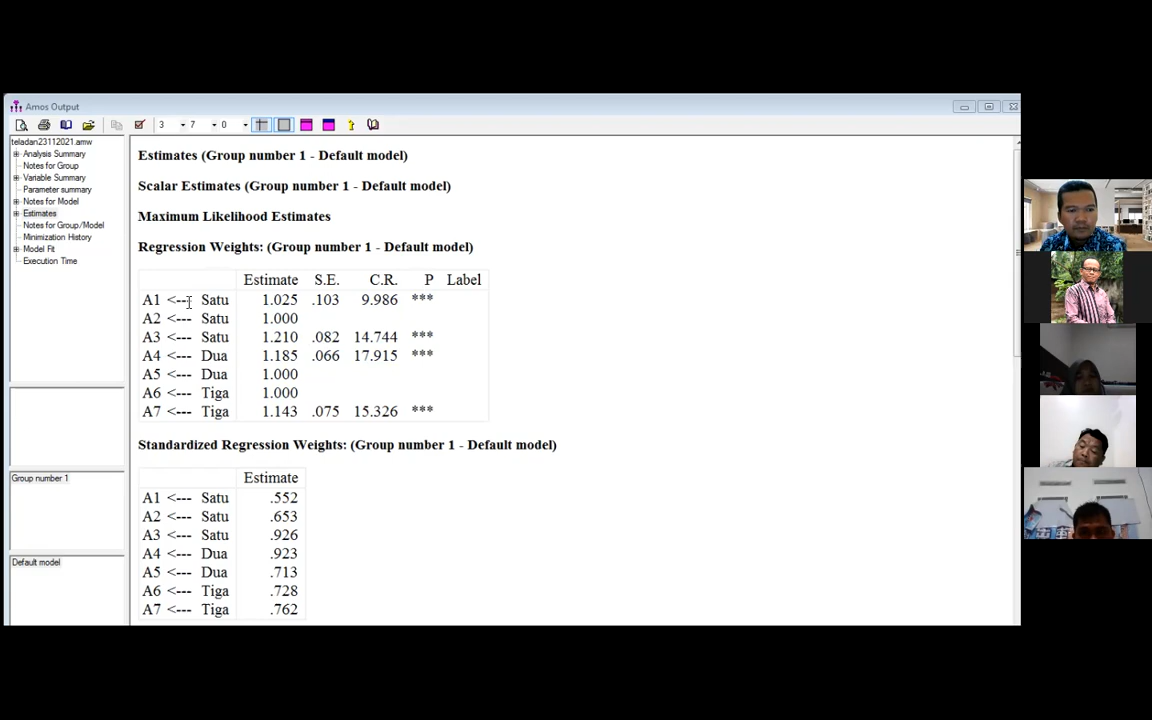 Amos Output
3 7 0
teladan23112021.amw
Analysis Summary
Notes for Group
Variable Summary
Parameter summary
Notes for Model
Estimates
Notes for Group/Model
Minimization History
Model Fit
Execution Time
Group number 1
Default model
Estimates (Group number 1 - Default model)
Scalar Estimates (Group number 1 - Default model)
Maximum Likelihood Estimates
Regression Weights: (Group number 1 - Default model)
Estimate S.E. C.R. P Label
A1 <--- Satu 1.025 .103 9.986 ***
A2 <--- Satu 1.000
A3 <--- Satu 1.210 .082 14.744 ***
A4 <--- Dua 1.185 .066 17.915 ***
A5 <--- Dua 1.000
A6 <--- Tiga 1.000
A7 <--- Tiga 1.143 .075 15.326 ***
Standardized Regression Weights: (Group number 1 - Default model)
Estimate
A1 <--- Satu .552
A2 <--- Satu .653
A3 <--- Satu .926
A4 <--- Dua .923
A5 <--- Dua .713
A6 <--- Tiga .728
A7 <--- Tiga .762